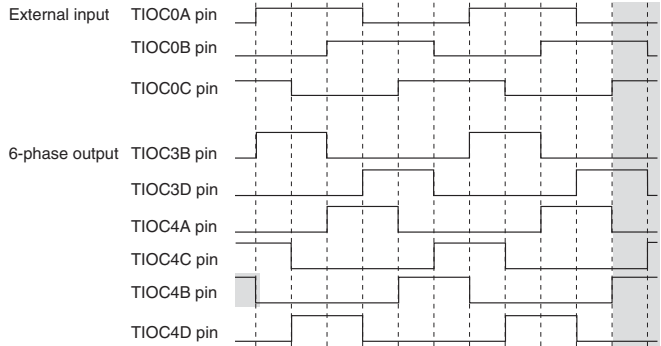 External input TIOC0A pin
TIOC0B pin
TIOC0C pin
6-phase output TIOC3B pin
TIOC3D pin
TIOC4A pin
TIOC4C pin
TIOC4B pin
TIOC4D pin